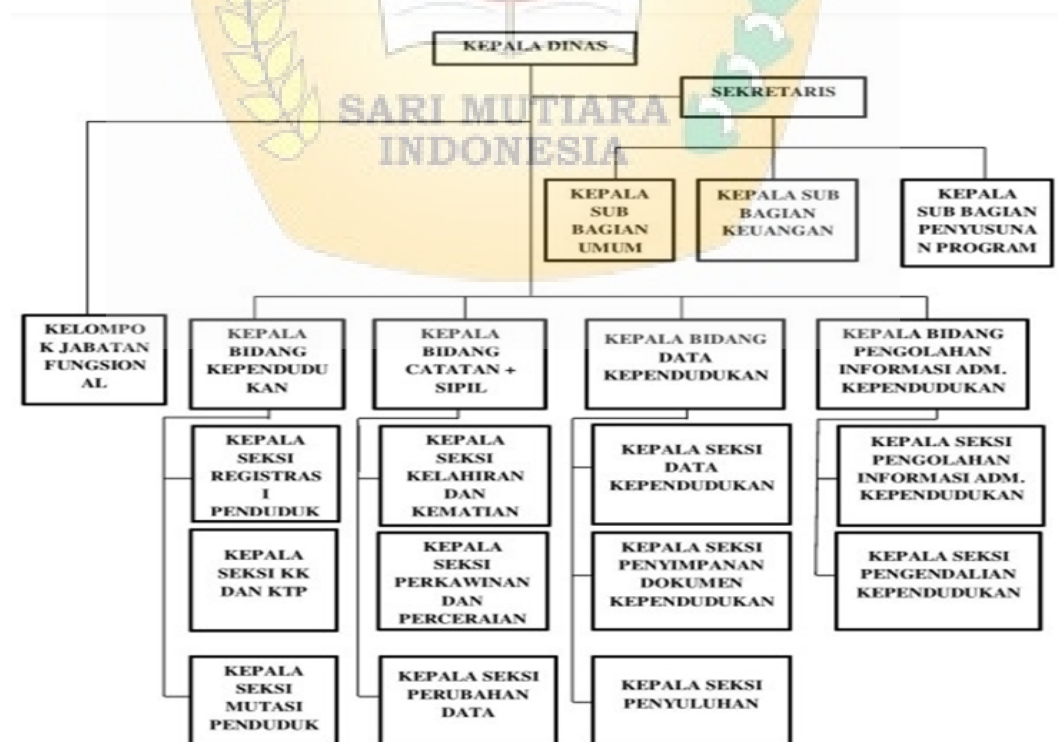 KEPALA DINAS
SEKRETARIS
SARI MUTIARA
INDONESIA
KEPALA
SUB
BAGIAN
UMUM
KEPALA SUB
BAGIAN
KEUANGAN
KEPALA
SUB BAGIAN
PENYUSUNA
N PROGRAM
KELOMPO
K JABATAN
FUNGSION
AL
KEPALA
BIDANG
KEPENDUDU
KAN
KEPALA
BIDANG
CATATAN +
SIPIL
KEPALA BIDANG
DATA
KEPENDUDUKAN
KEPALA BIDANG
PENGOLAHAN
INFORMASI ADM.
KEPENDUDUKAN
KEPALA
SEKSI
REGISTRAS
I
PENDUDUK
KEPALA
SEKSI
KELAHIRAN
DAN
KEMATIAN
KEPALA SEKSI
DATA
KEPENDUDUKAN
KEPALA SEKSI
PENGOLAHAN
INFORMASI ADM.
KEPENDUDUKAN
KEPALA
SEKSI KK
DAN KTP
KEPALA
SEKSI
PERKAWINAN
DAN
PERCERAIAN
KEPALA SEKSI
PENYIMPANAN
DOKUMEN
KEPENDUDUKAN
KEPALA SEKSI
PENGENDALIAN
KEPENDUDUKAN
KEPALA
SEKSI
MUTASI
PENDUDUK
KEPALA SEKSI
PERUBAHAN
DATA
KEPALA SEKSI
PENYULUHAN